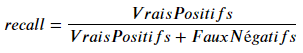 recall = VraisPositifs / (VraisPositifs + FauxNégatifs)